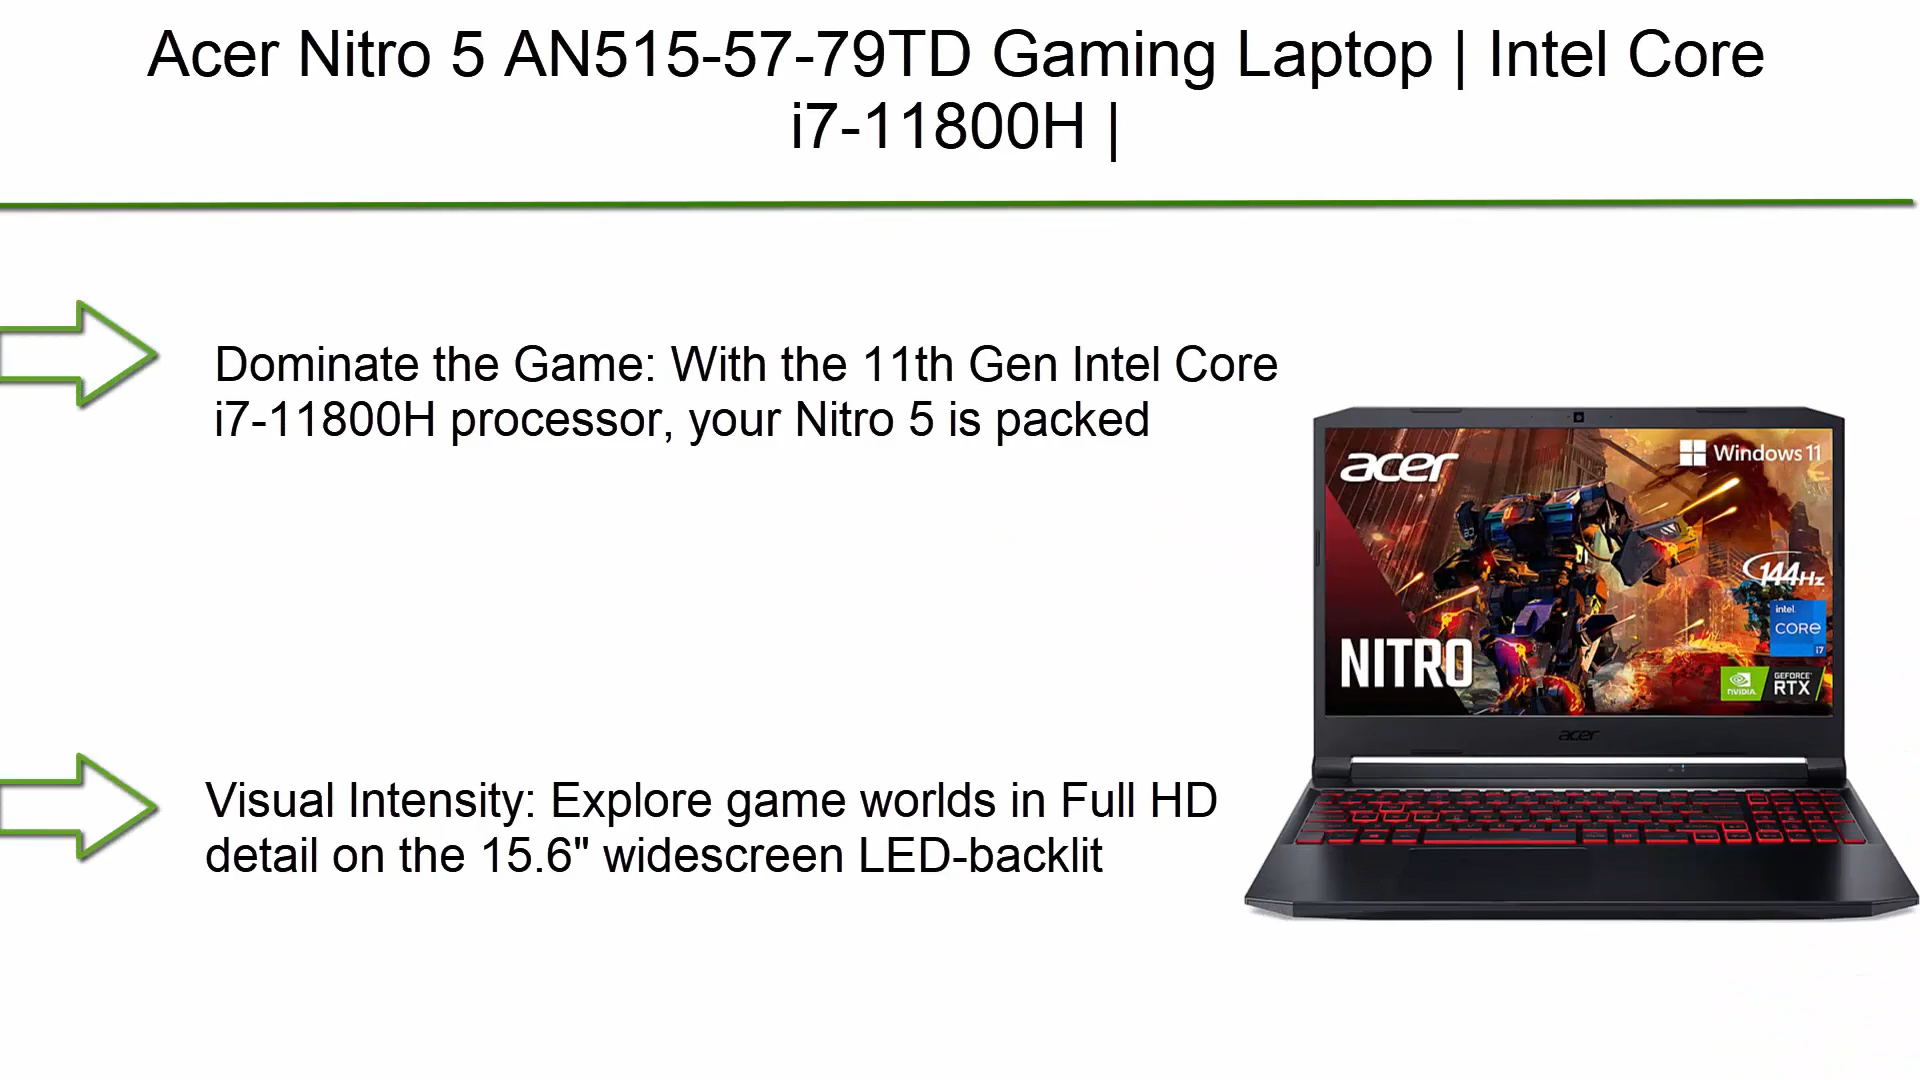 Acer Nitro 5 AN515-57-79TD Gaming Laptop | Intel Core
i7-11800H |
Dominate the Game: With the 11th Gen Intel Core
i7-11800H processor, your Nitro 5 is packed
acer
Windows 11
144Hz
intel.
CORE
i7
NITRO
NVIDIA
GEFORCE
RTX
acer
Visual Intensity: Explore game worlds in Full HD
detail on the 15.6" widescreen LED-backlit